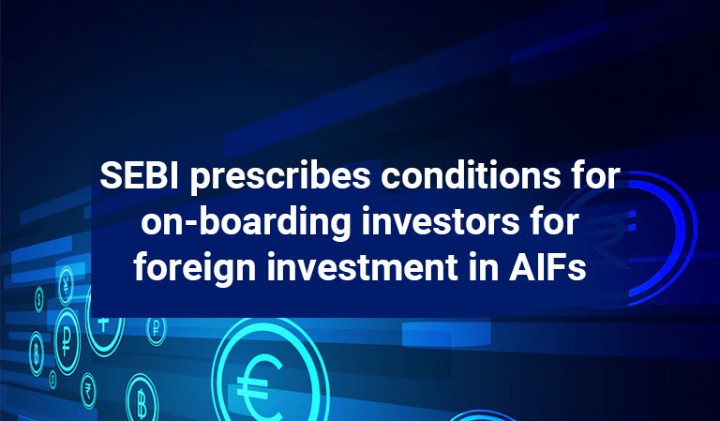 SEBI prescribes conditions for
on-boarding investors for
foreign investment in AIFs